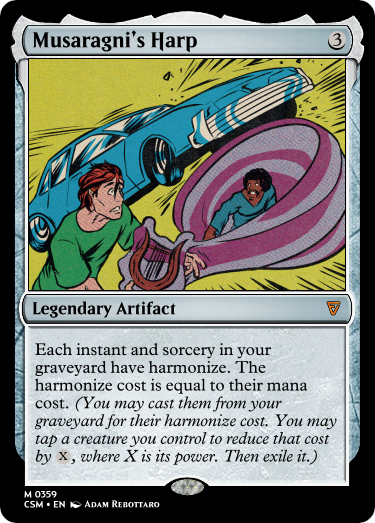 Musaragni's Harp 3
Legendary Artifact
Each instant and sorcery in your
graveyard have harmonize. The
harmonize cost is equal to their mana
cost. (You may cast them from your
graveyard for their harmonize cost. You may
tap a creature you control to reduce that cost
by X, where X is its power. Then exile it.)
M 0359
CSM • EN Adam Rebottaro